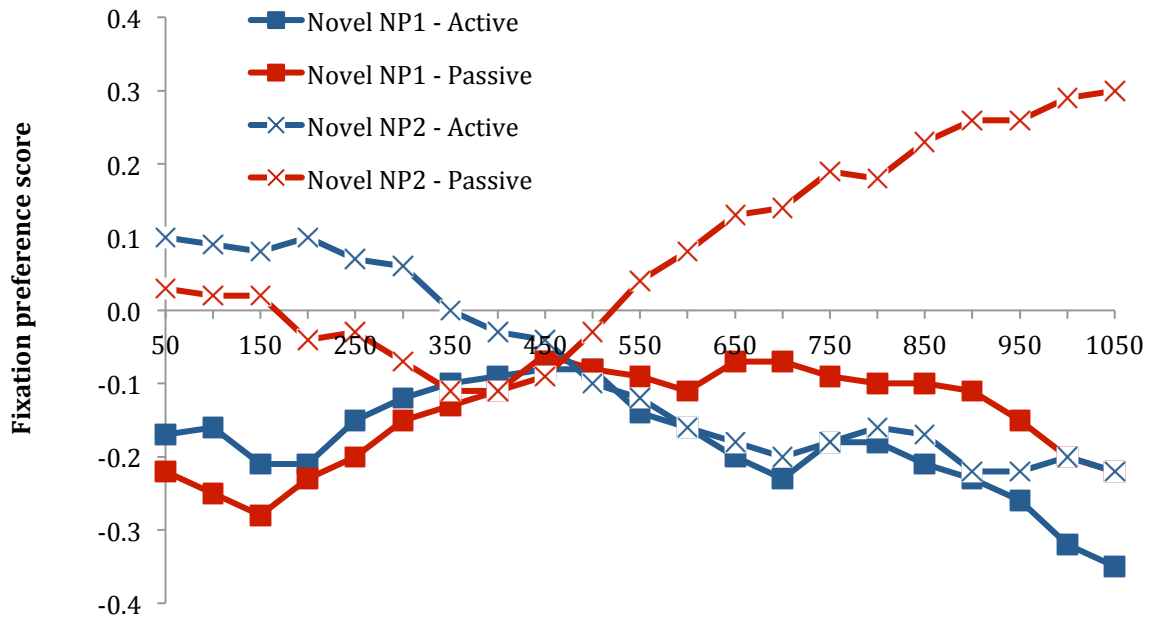 0.4
0.3
0.2
0.1
0.0
-0.1
-0.2
-0.3
-0.4
Fixation preference score
Novel NP1 - Active
Novel NP1 - Passive
Novel NP2 - Active
Novel NP2 - Passive
50 150 250 350 450 550 650 750 850 950 1050